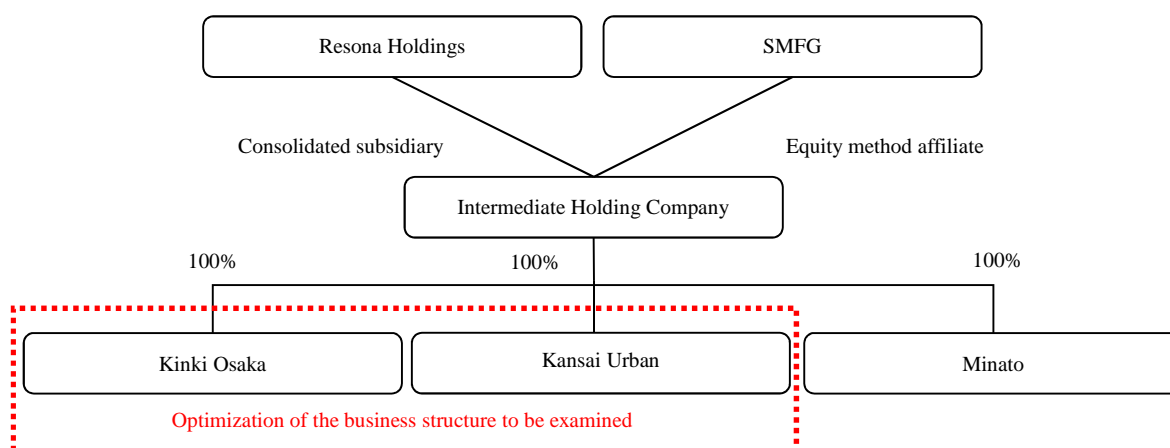 Resona Holdings
SMFG
Consolidated subsidiary
Equity method affiliate
Intermediate Holding Company
100%
100%
100%
Kinki Osaka
Kansai Urban
Minato
Optimization of the business structure to be examined